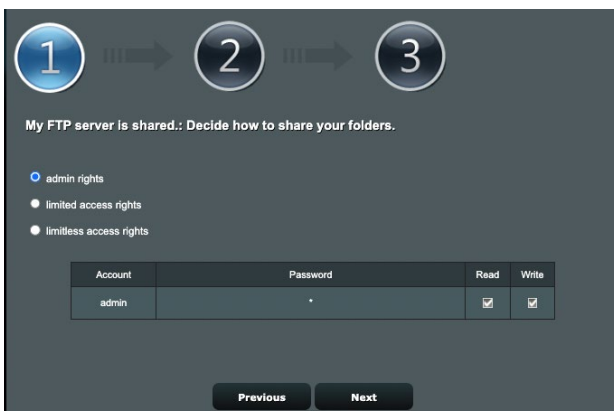 1 2 3
My FTP server is shared.: Decide how to share your folders.
admin rights
limited access rights
limitless access rights
Account Password Read Write
admin *
Previous Next